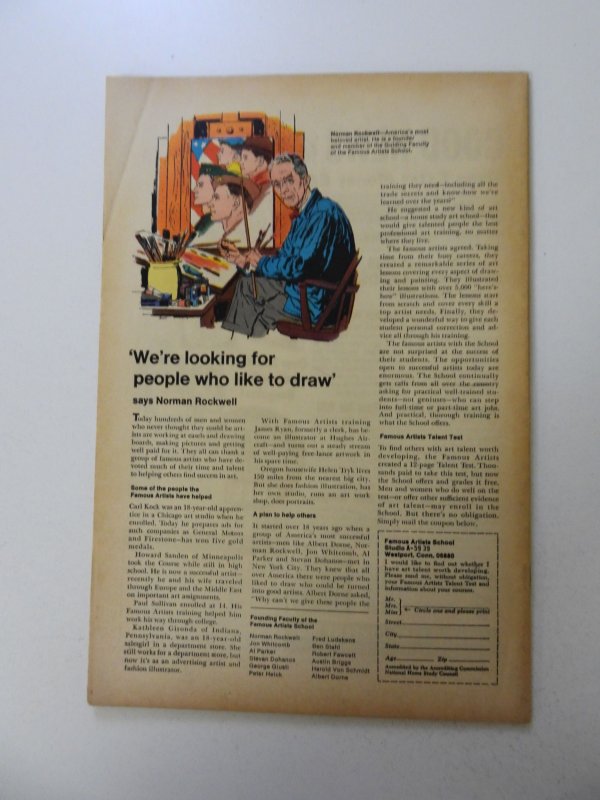 Norman Rockwell—America's most
beloved artist. He is a founder
and member of the Guiding Faculty
of the Famous Artists School.
'We're looking for
people who like to draw'
says Norman Rockwell
Today hundreds of men and women
who never thought they could be art-
ists are working at easels and drawing
boards, making pictures and getting
well paid for it. They all can thank a
group of famous artists who have de-
voted much of their time and talent
to helping others find success in art.
Some of the people the
Famous Artists have helped
Carl Kock was an 18-year-old appren-
tice in a Chicago art studio when he
enrolled. Today he prepares ads for
such companies as General Motors
and Firestone—has won five gold
medals.
Howard Sanden of Minneapolis
took the Course while still in high
school. He is now a successful artist—
recently he and his wife traveled
through Europe and the Middle East
on important art assignments.
Paul Sullivan enrolled at 14. His
Famous Artists training helped him
work his way through college.
Kathleen Gironda of Indiana,
Pennsylvania, was an 18-year-old
salesgirl in a department store. She
still works for a department store, but
now it's as an advertising artist and
fashion illustrator.
With Famous Artists training
James Ryan, formerly a clerk, has be-
come an illustrator at Hughes Air-
craft—and turns out a steady stream
of well-paying free-lance artwork in
his spare time.
Oregon housewife Helen Tryk lives
150 miles from the nearest big city.
But she does fashion illustration, has
her own studio, runs an art work
shop, does portraits.
A plan to help others
It started over 18 years ago when a
group of America's most successful
artists—men like Albert Dorne, Nor-
man Rockwell, Jon Whitcomb, Al
Parker and Stevan Dohanos—met in
New York City. They knew that all
over America there were people who
liked to draw who could be turned
into good artists. Albert Dorne asked,
"Why can't we give these people the
Founding Faculty of the
Famous Artists School
Norman Rockwell
Jon Whitcomb
Al Parker
Stevan Dohanos
George Giusti
Peter Helck
Fred Ludekens
Ben Stahl
Robert Fawcett
Austin Briggs
Harold Von Schmidt
Albert Dorne
training they need—including all the
trade secrets and know-how we've
learned over the years?"
He suggested a new kind of art
school—a home study art school—that
would give talented people the best
professional art training, no matter
where they live.
The famous artists agreed. Taking
time from their busy careers, they
created a remarkable series of art
lessons covering every aspect of draw-
ing and painting. They illustrated
their lessons with over 5,000 "here's-
how" illustrations. The lessons start
from scratch and cover every skill a
top artist needs. Finally, they de-
veloped a wonderful way to give each
student personal correction and ad-
vice all through his training.
The famous artists with the School
are not surprised at the success of
their students. The opportunities
open to successful artists today are
enormous. The School continually
gets calls from all over the country
asking for practical well-trained stu-
dents—not geniuses—who can step
into full-time or part-time art jobs.
And practical, thorough training is
what the School offers.
Famous Artists Talent Test
To find others with art talent worth
developing, the Famous Artists
created a 12-page Talent Test. Thou-
sands paid to take this test, but now
the School offers and grades it free.
Men and women who do well on the
test—or offer other sufficient evidence
of art talent—may enroll in the
School. But there's no obligation.
Simply mail the coupon below.
Famous Artists School
Studio A-3939
Westport, Conn. 06880
I would like to find out whether I
have art talent worth developing.
Please send me, without obligation,
your Famous Artists Talent Test and
information about your courses.
Mr.
Mrs.
Miss
← Circle one and please print
Street
City
State
Age Zip
Accredited by the Accrediting Commission
National Home Study Council